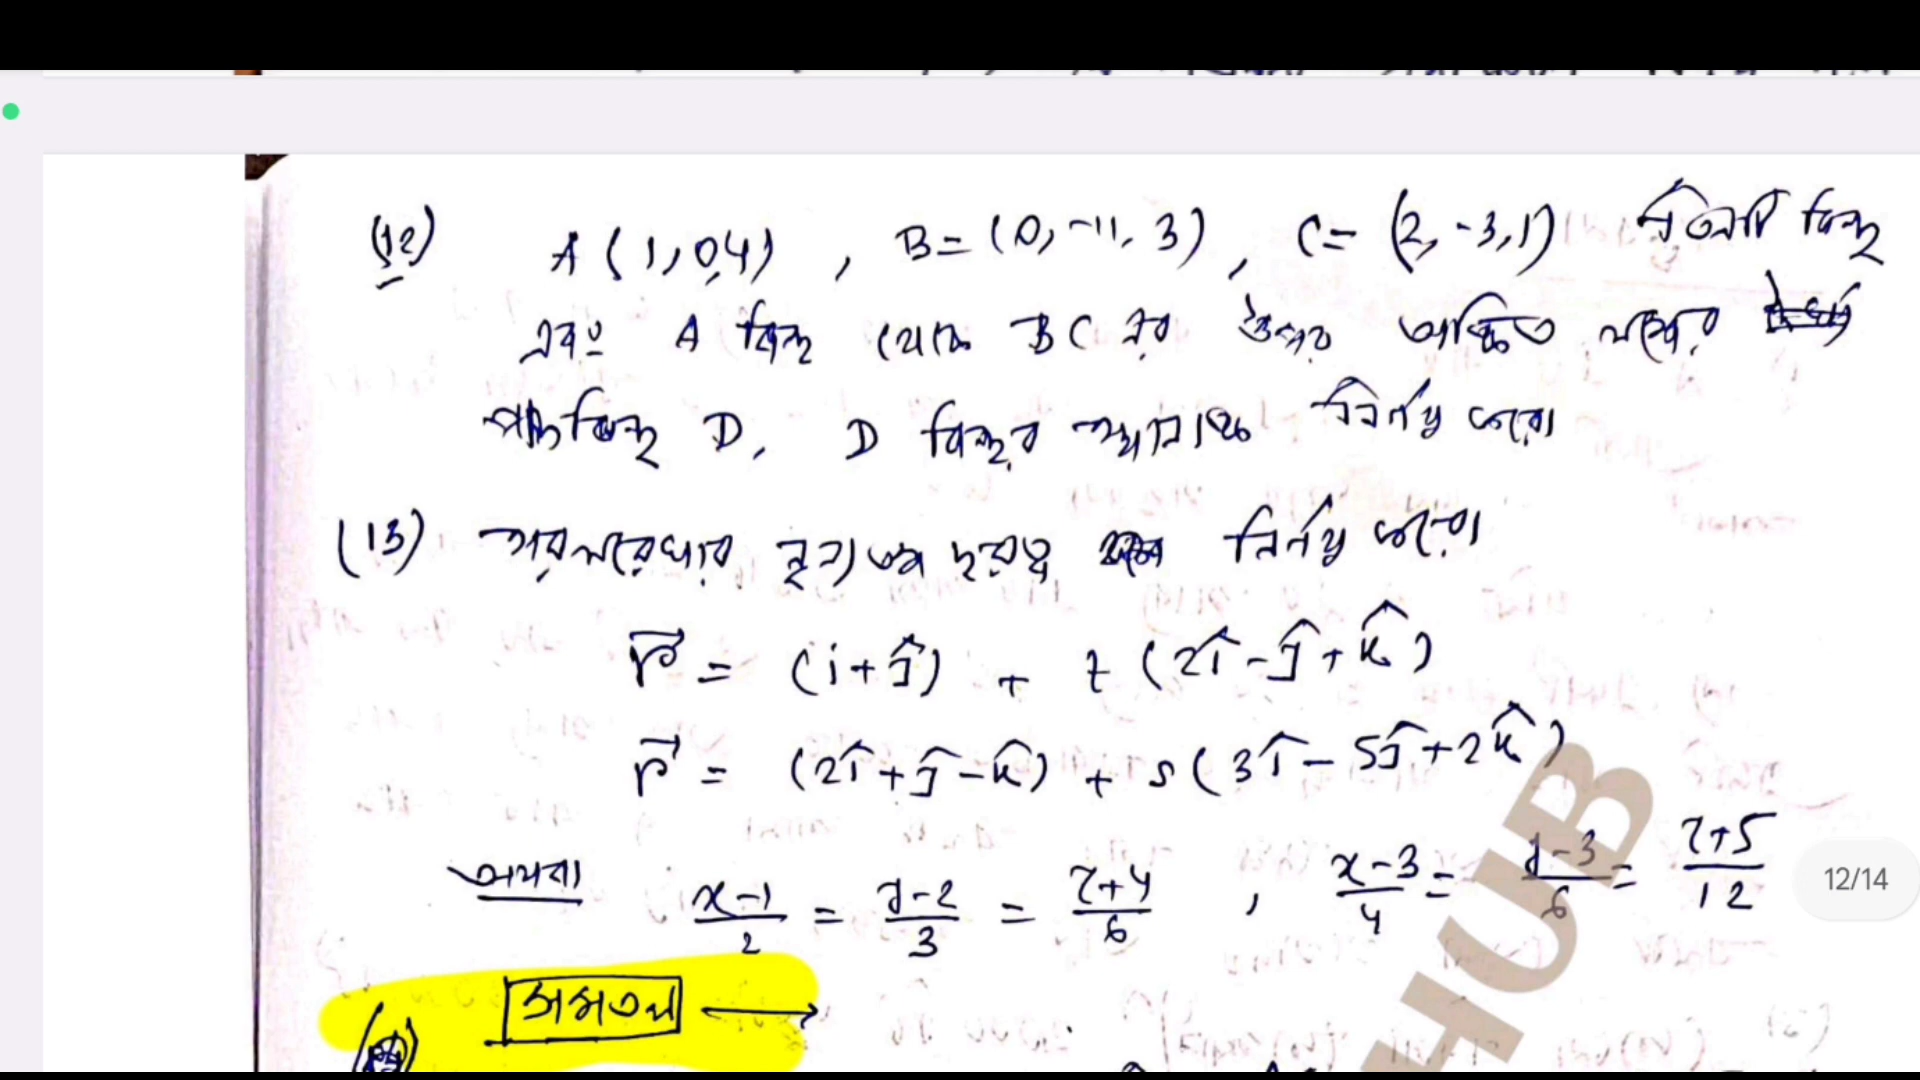 (12) A (1,0,4) , B=(0,-11, 3) , C= (2, -3,1) তিনটি বিন্দু
এবং A বিন্দু থেকে BC এর উপর অঙ্কিত লম্বের
পাদবিন্দু D, D বিন্দুর স্থানাঙ্ক নির্ণয় করো
(13) সরলরেখার ন্যূনতম দূরত্ব নির্ণয় করো
r⃗ = (i+ĵ) + t (2î-ĵ+k̂)
r⃗ = (2î+ĵ-k̂) + s(3î-5ĵ+2k̂)
অথবা (x-1)/2 = (y-2)/3 = (z+4)/6 , (x-3)/4 = (y-3)/6 = (z+5)/12
12/14
সমতল →
HUB